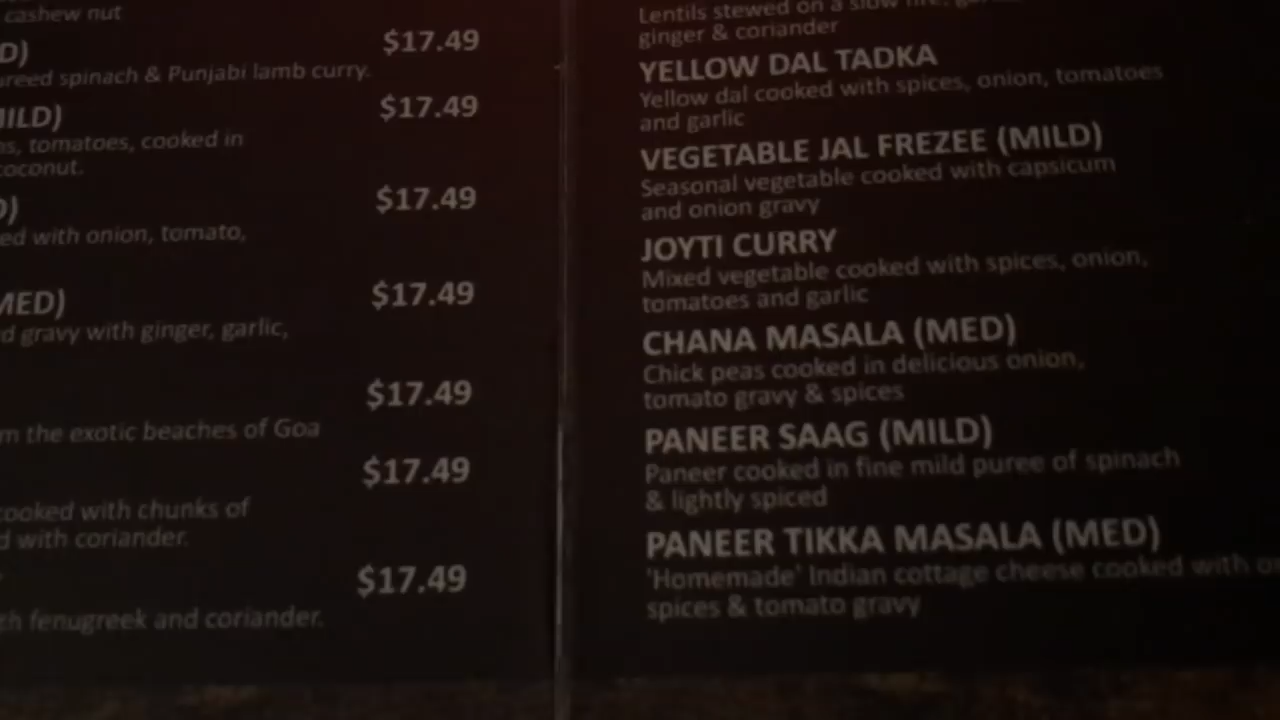 cashew nut
D)
$17.49
ureed spinach & Punjabi lamb curry.
MILD)
$17.49
tomatoes, cooked in
coconut.
$17.49
with onion, tomato,
MED)
$17.49
gravy with ginger, garlic,
$17.49
the exotic beaches of Goa
$17.49
cooked with chunks of
with coriander.
$17.49
fenugreek and coriander.
Lentils stewed on a slow fire,
ginger & coriander
YELLOW DAL TADKA
Yellow dal cooked with spices, onion, tomatoes
and garlic
VEGETABLE JAL FREZEE (MILD)
Seasonal vegetable cooked with capsicum
and onion gravy
JOYTI CURRY
Mixed vegetable cooked with spices, onion,
tomatoes and garlic
CHANA MASALA (MED)
Chick peas cooked in delicious onion,
tomato gravy & spices
PANEER SAAG (MILD)
Paneer cooked in fine mild puree of spinach
& lightly spiced
PANEER TIKKA MASALA (MED)
'Homemade' Indian cottage cheese cooked with
spices & tomato gravy